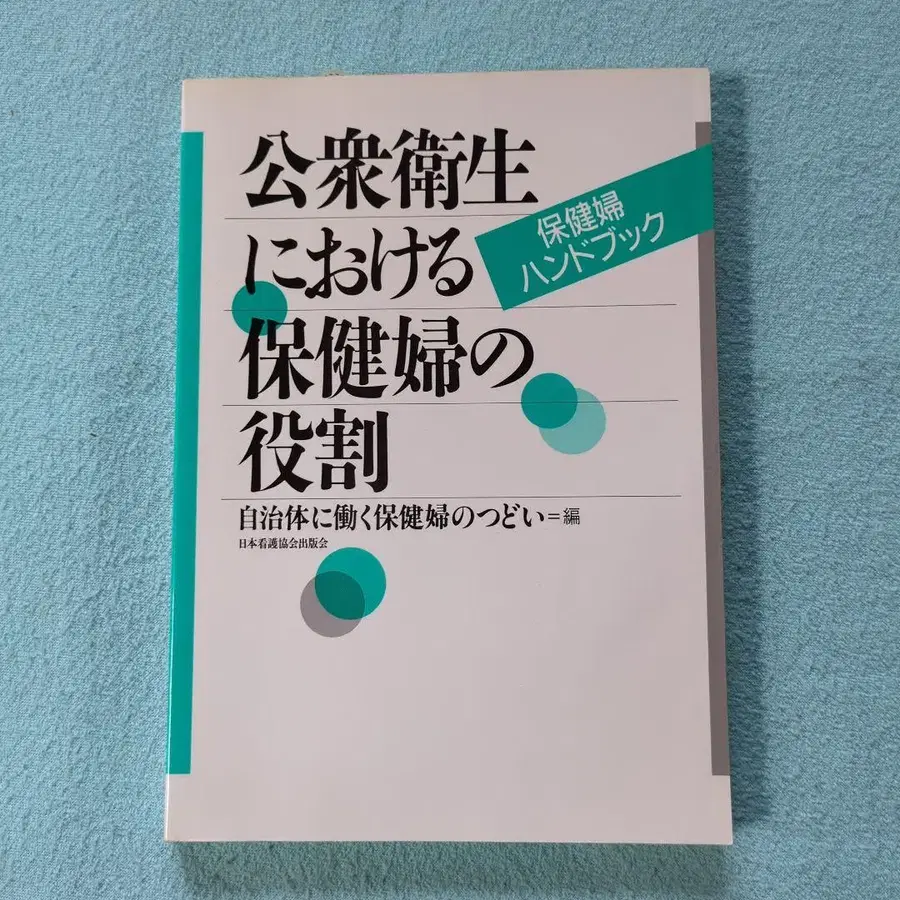 公衆衛生
における
保健婦の
役割
保健婦
ハンドブック
自治体に働く保健婦のつどい=編
日本看護協会出版会